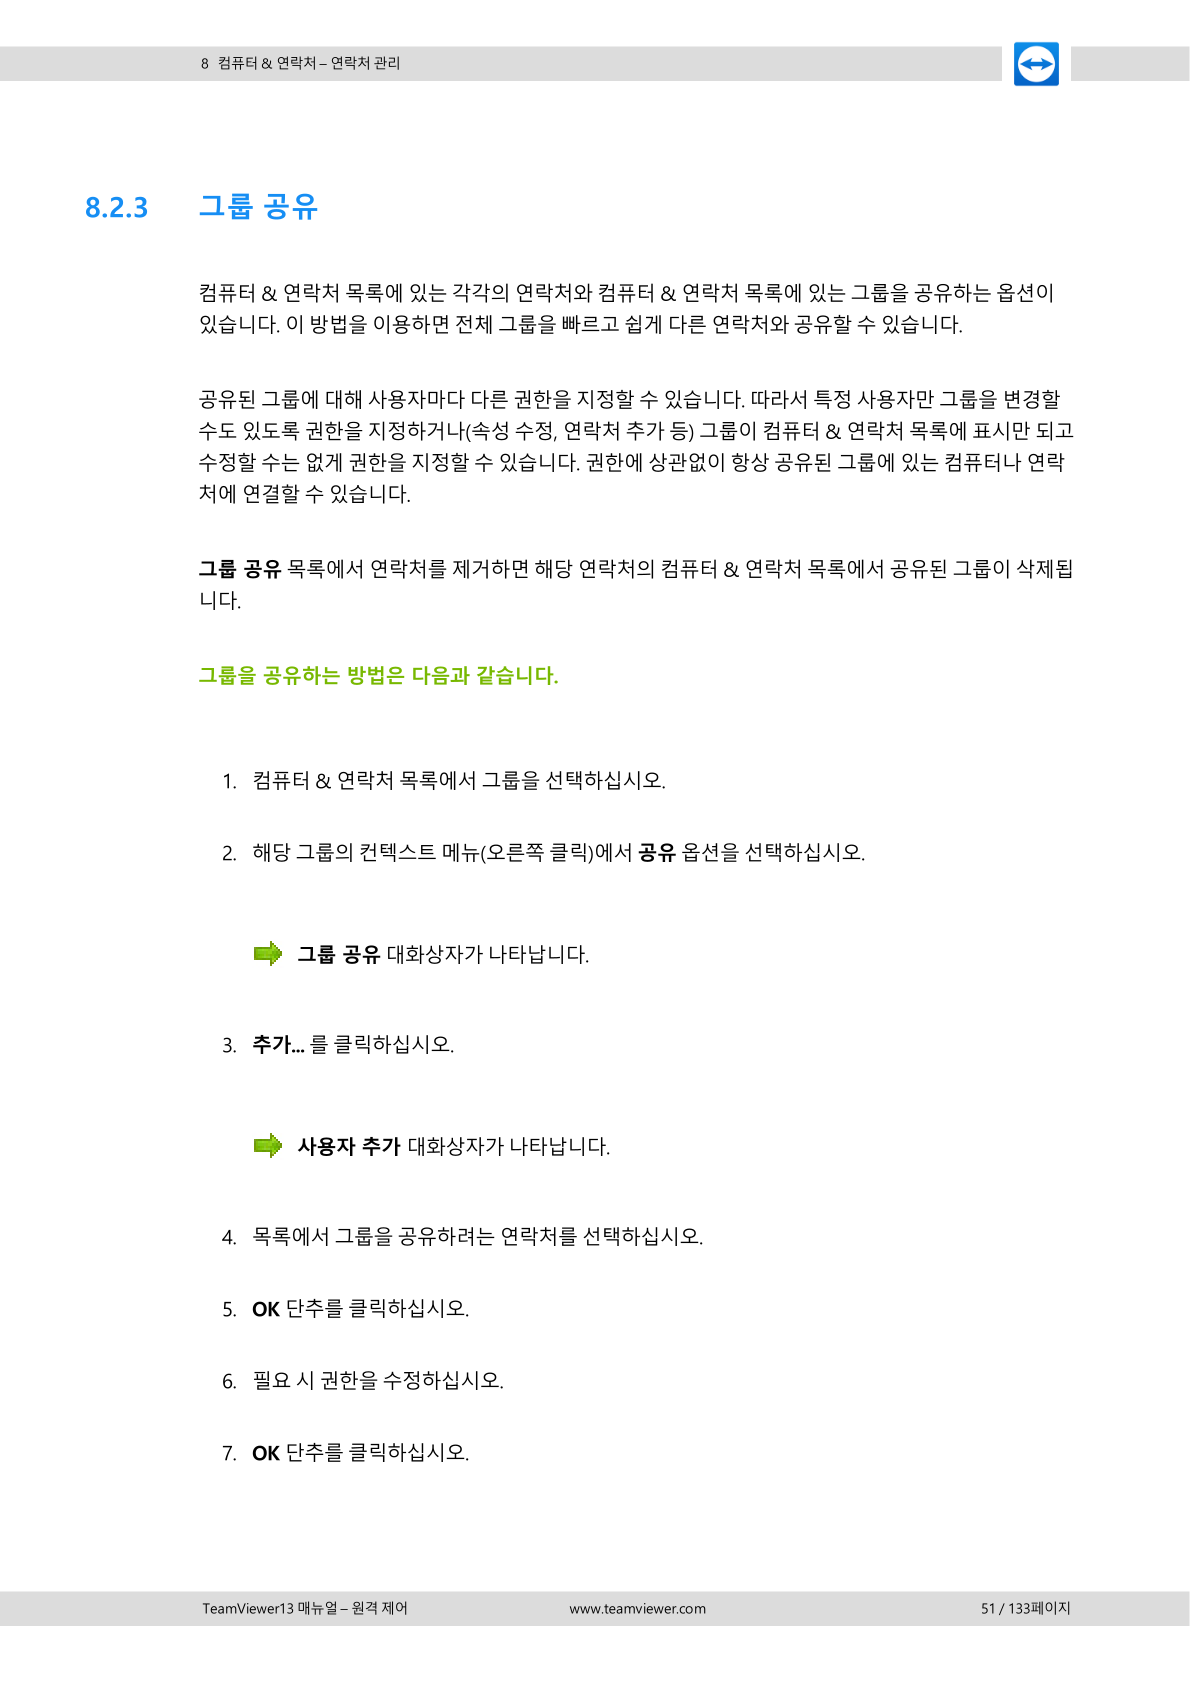 8 컴퓨터 & 연락처 – 연락처 관리
8.2.3 그룹 공유
컴퓨터 & 연락처 목록에 있는 각각의 연락처와 컴퓨터 & 연락처 목록에 있는 그룹을 공유하는 옵션이
있습니다. 이 방법을 이용하면 전체 그룹을 빠르고 쉽게 다른 연락처와 공유할 수 있습니다.
공유된 그룹에 대해 사용자마다 다른 권한을 지정할 수 있습니다. 따라서 특정 사용자만 그룹을 변경할
수도 있도록 권한을 지정하거나(속성 수정, 연락처 추가 등) 그룹이 컴퓨터 & 연락처 목록에 표시만 되고
수정할 수는 없게 권한을 지정할 수 있습니다. 권한에 상관없이 항상 공유된 그룹에 있는 컴퓨터나 연락
처에 연결할 수 있습니다.
그룹 공유 목록에서 연락처를 제거하면 해당 연락처의 컴퓨터 & 연락처 목록에서 공유된 그룹이 삭제됩
니다.
그룹을 공유하는 방법은 다음과 같습니다.
1. 컴퓨터 & 연락처 목록에서 그룹을 선택하십시오.
2. 해당 그룹의 컨텍스트 메뉴(오른쪽 클릭)에서 공유 옵션을 선택하십시오.
그룹 공유 대화상자가 나타납니다.
3. 추가... 를 클릭하십시오.
사용자 추가 대화상자가 나타납니다.
4. 목록에서 그룹을 공유하려는 연락처를 선택하십시오.
5. OK 단추를 클릭하십시오.
6. 필요 시 권한을 수정하십시오.
7. OK 단추를 클릭하십시오.
TeamViewer13 매뉴얼 – 원격 제어 www.teamviewer.com 51 / 133페이지